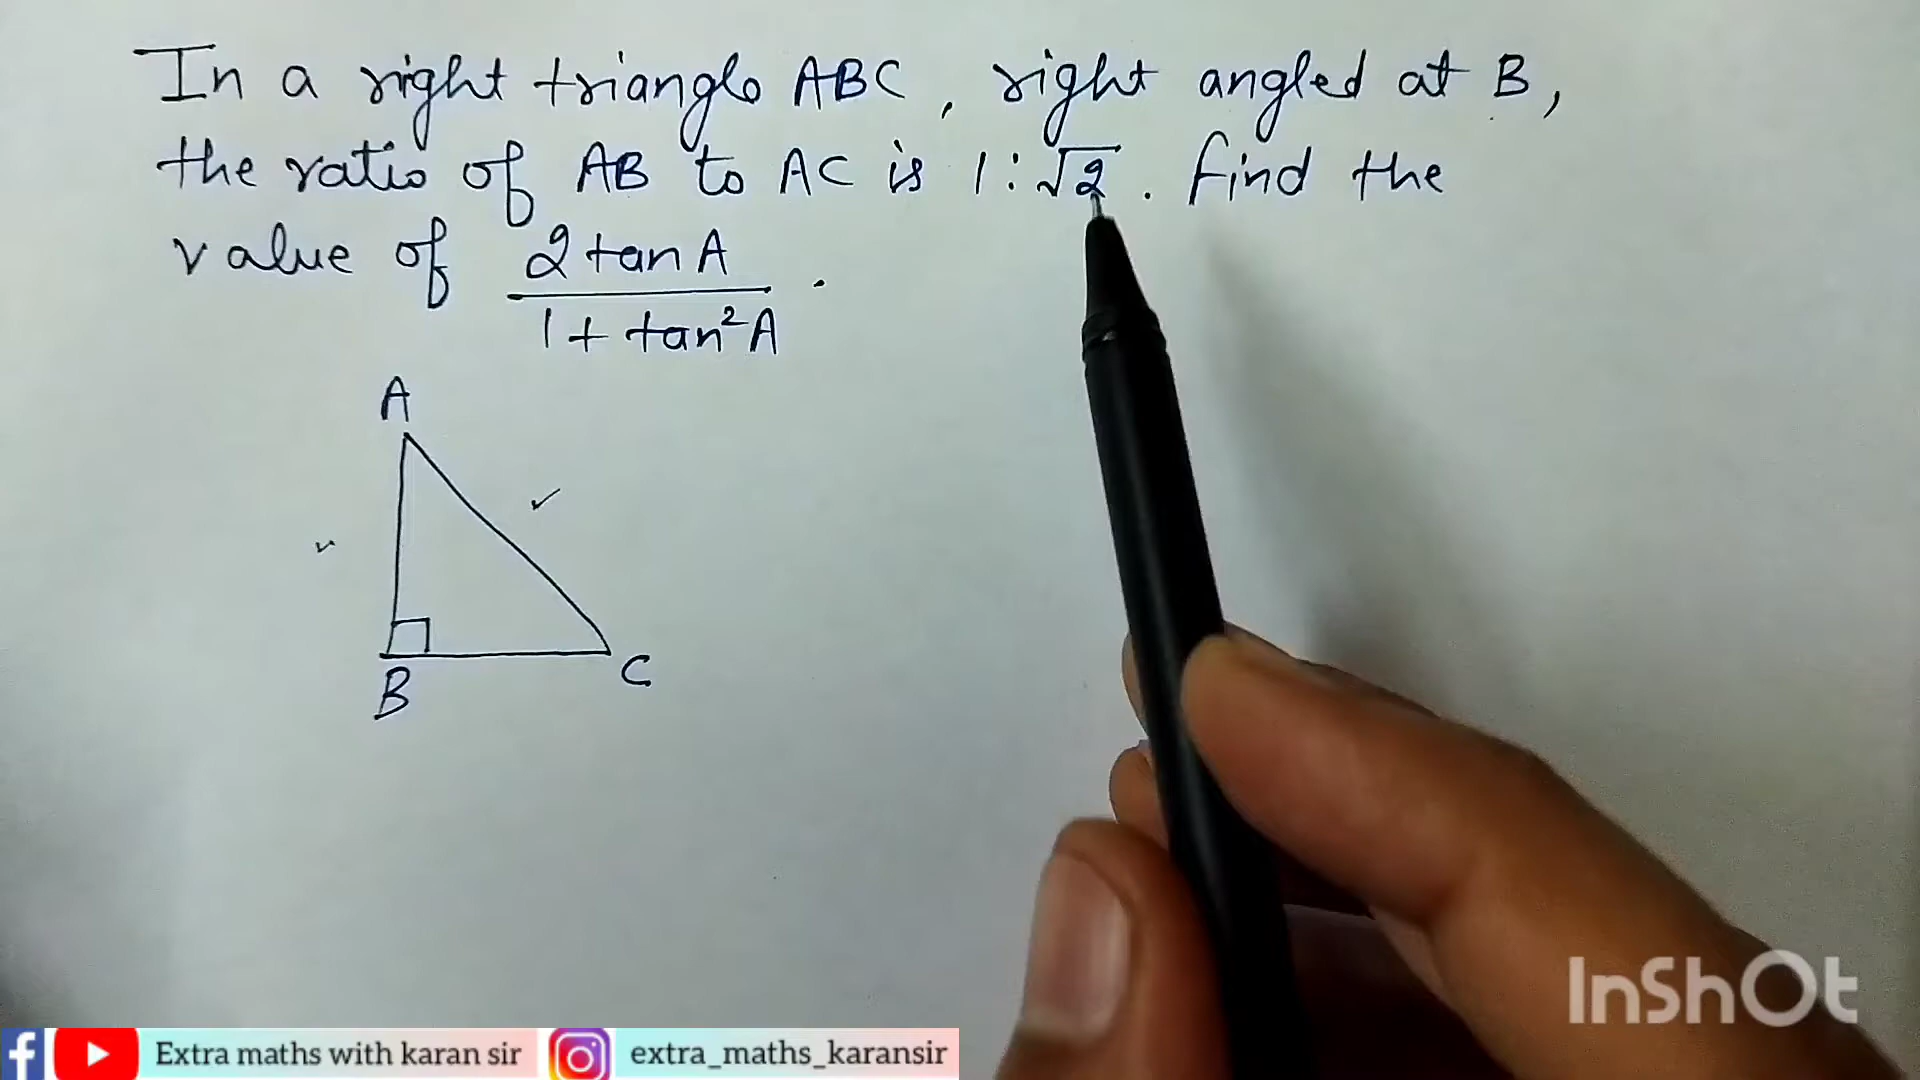 In a right triangle ABC, right angled at B,
the ratio of AB to AC is 1:√2. Find the
value of 2 tan A
1 + tan²A .
A
B
C
InShOt
f Extra maths with karan sir extra_maths_karansir